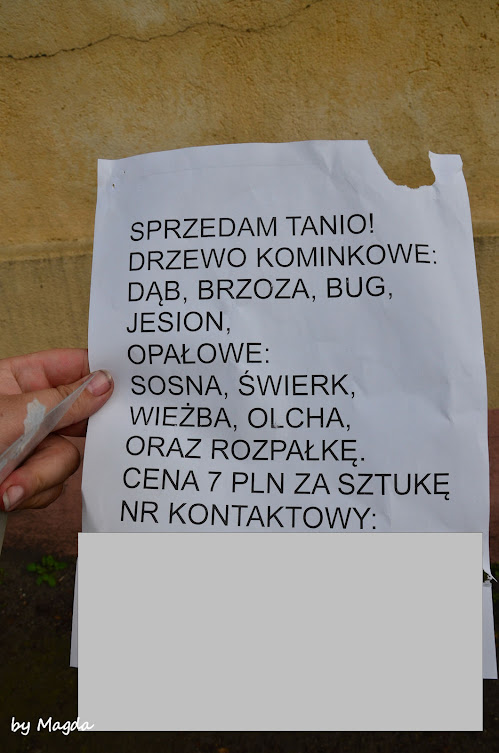 SPRZEDAM TANIO!
DRZEWO KOMINKOWE:
DĄB, BRZOZA, BUG,
JESION,
OPAŁOWE:
SOSNA, ŚWIERK,
WIEŻBA, OLCHA,
ORAZ ROZPAŁKĘ.
CENA 7 PLN ZA SZTUKĘ
NR KONTAKTOWY:
by Magda